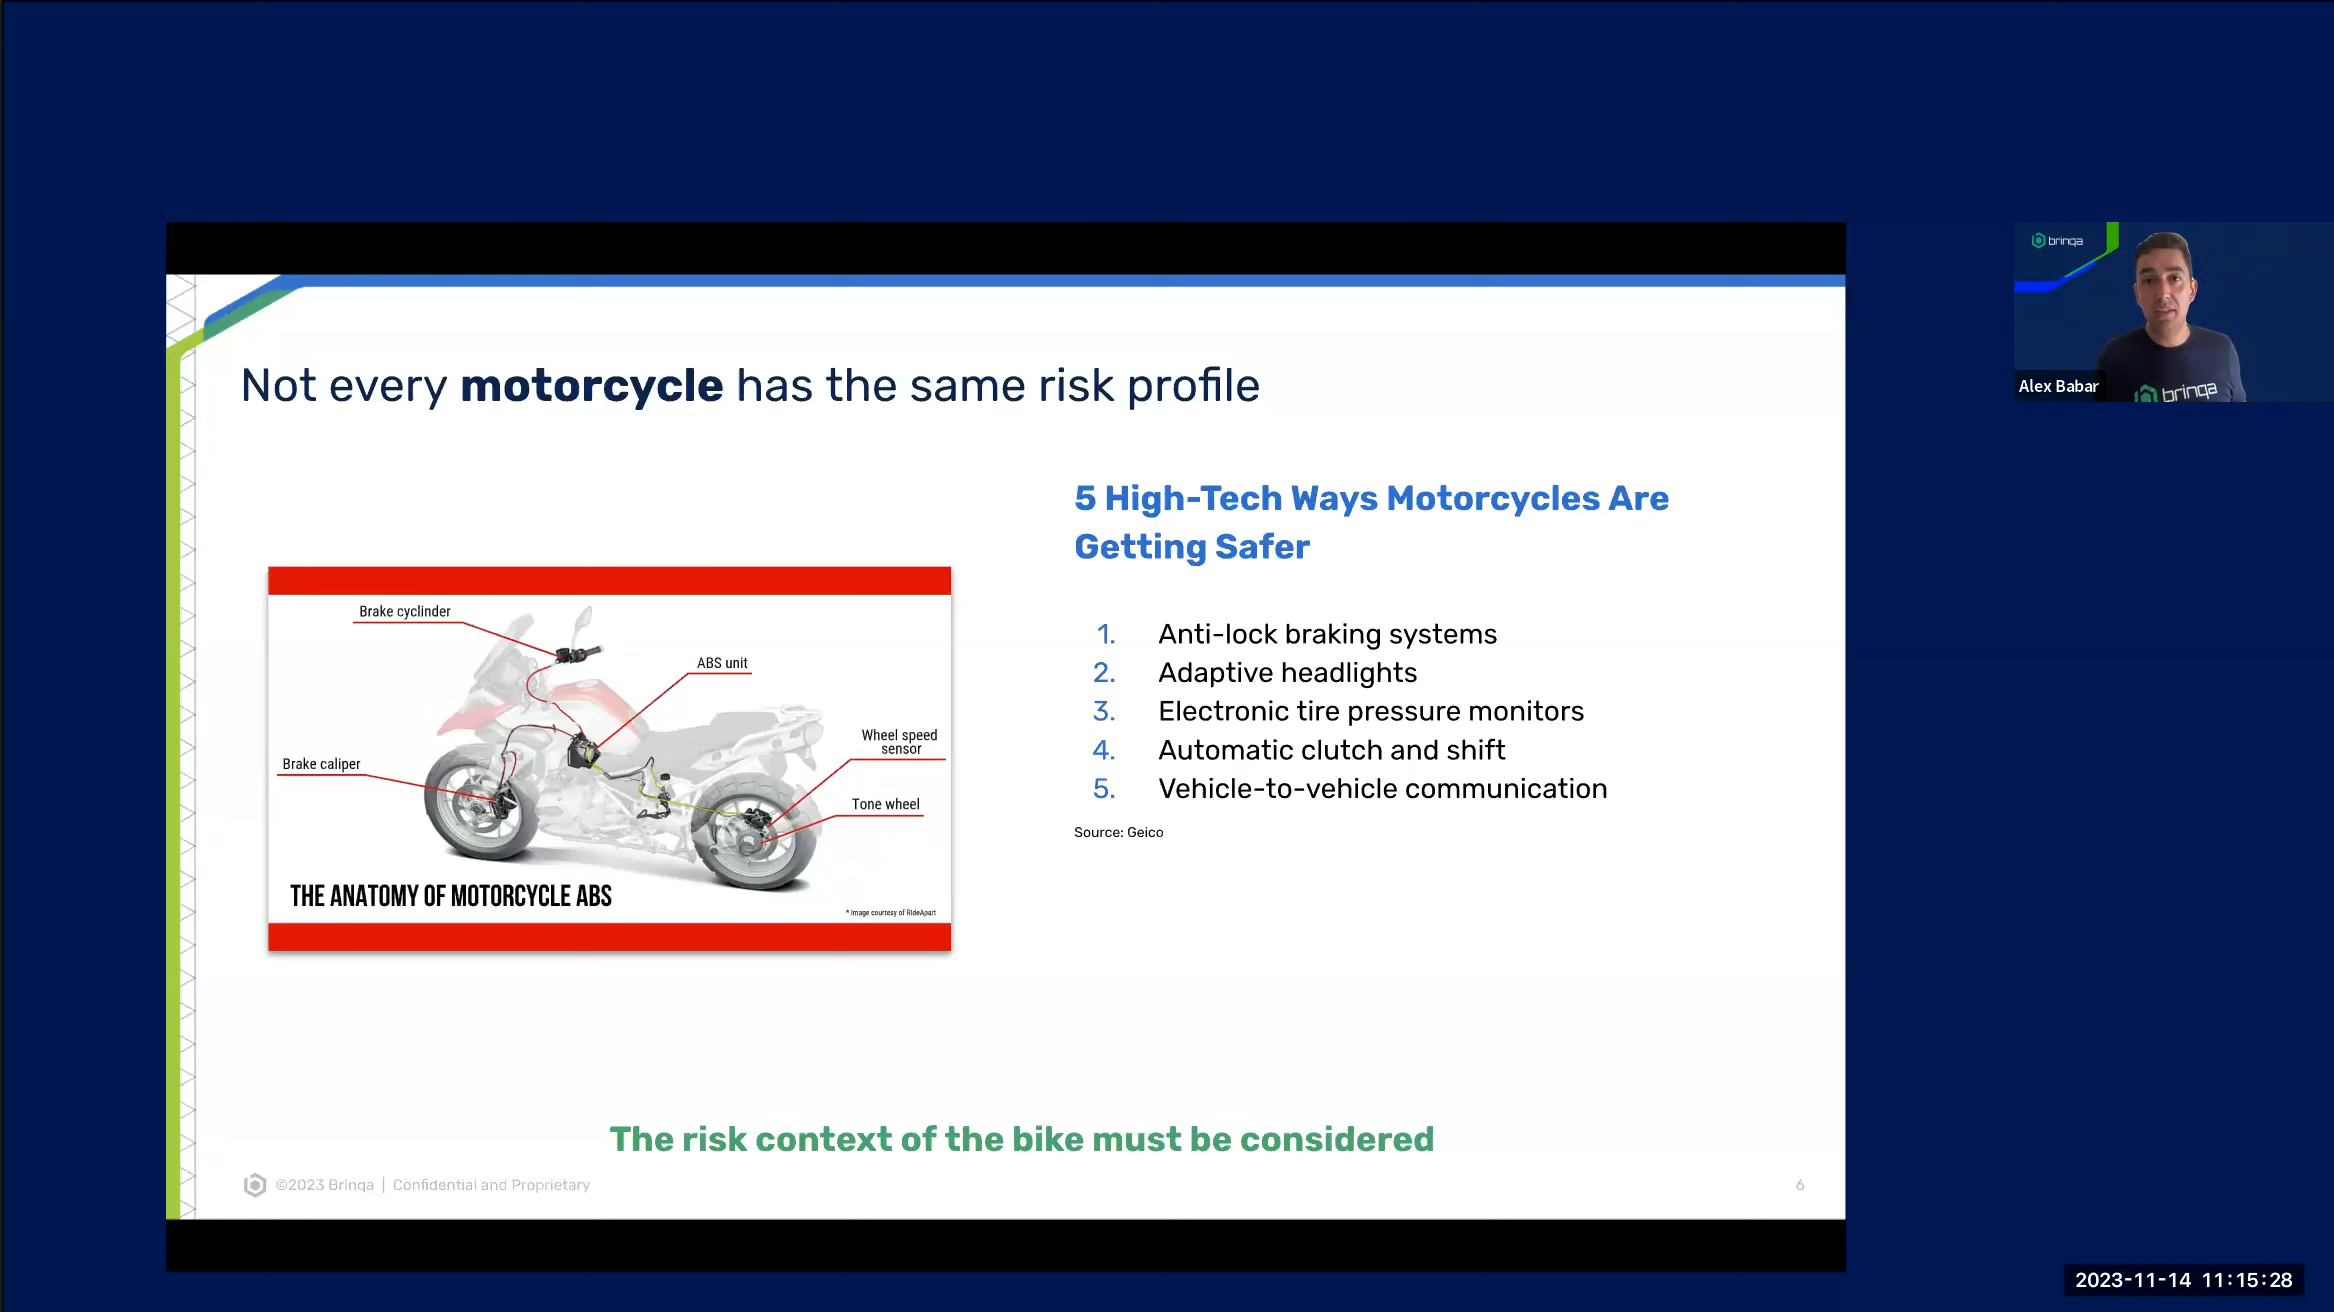 Not every motorcycle has the same risk profile
5 High-Tech Ways Motorcycles Are
Getting Safer
Brake cyclinder
ABS unit
Wheel speed
sensor
Brake caliper
Tone wheel
THE ANATOMY OF MOTORCYCLE ABS
* Image courtesy of RideApart
1. Anti-lock braking systems
2. Adaptive headlights
3. Electronic tire pressure monitors
4. Automatic clutch and shift
5. Vehicle-to-vehicle communication
Source: Geico
The risk context of the bike must be considered
©2023 Brinqa | Confidential and Proprietary
6
brinqa
Alex Babar
brinqa
2023-11-14 11:15:28